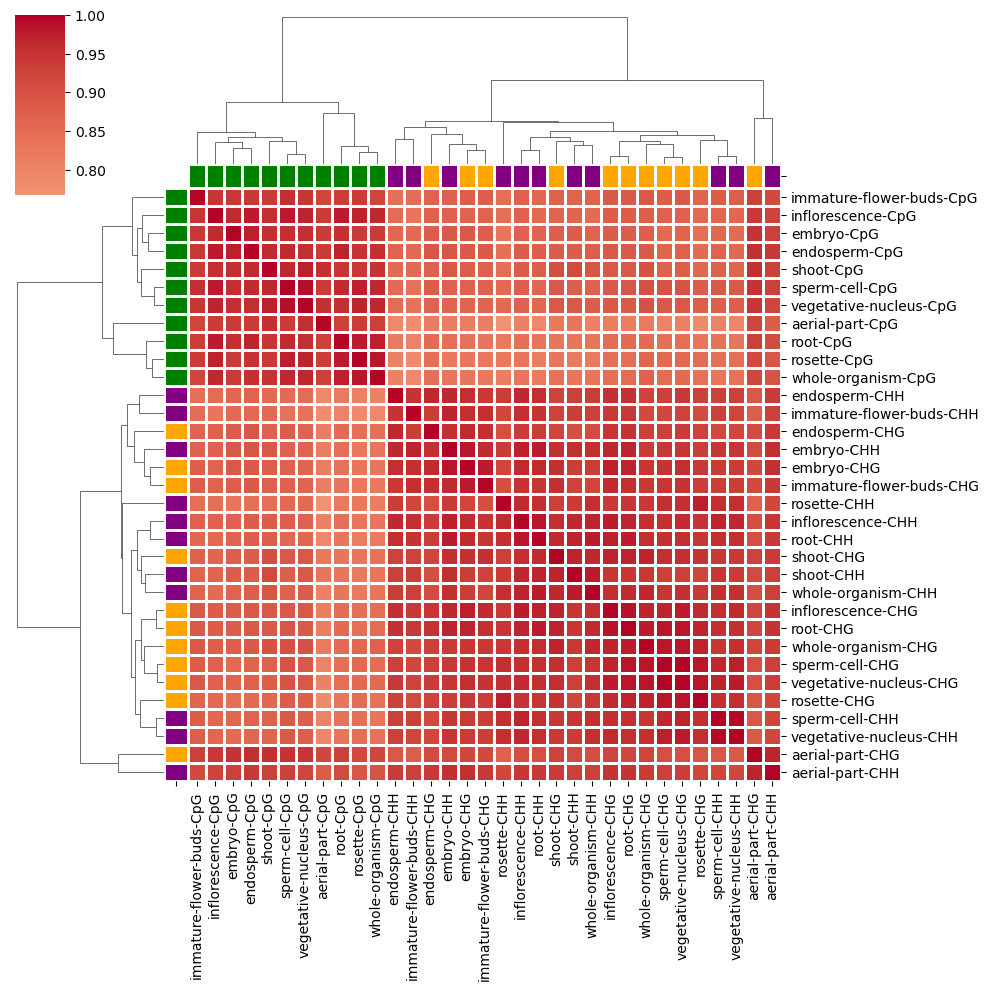 1.00
0.95
0.90
0.85
0.80
immature-flower-buds-CpG
inflorescence-CpG
embryo-CpG
endosperm-CpG
shoot-CpG
sperm-cell-CpG
vegetative-nucleus-CpG
aerial-part-CpG
root-CpG
rosette-CpG
whole-organism-CpG
endosperm-CHH
immature-flower-buds-CHH
endosperm-CHG
embryo-CHH
embryo-CHG
immature-flower-buds-CHG
rosette-CHH
inflorescence-CHH
root-CHH
shoot-CHG
shoot-CHH
whole-organism-CHH
inflorescence-CHG
root-CHG
whole-organism-CHG
sperm-cell-CHG
vegetative-nucleus-CHG
rosette-CHG
sperm-cell-CHH
vegetative-nucleus-CHH
aerial-part-CHG
aerial-part-CHH
immature-flower-buds-CpG
inflorescence-CpG
embryo-CpG
endosperm-CpG
shoot-CpG
sperm-cell-CpG
vegetative-nucleus-CpG
aerial-part-CpG
root-CpG
rosette-CpG
whole-organism-CpG
endosperm-CHH
immature-flower-buds-CHH
endosperm-CHG
embryo-CHH
embryo-CHG
immature-flower-buds-CHG
rosette-CHH
inflorescence-CHH
root-CHH
shoot-CHG
shoot-CHH
whole-organism-CHH
inflorescence-CHG
root-CHG
whole-organism-CHG
sperm-cell-CHG
vegetative-nucleus-CHG
rosette-CHG
sperm-cell-CHH
vegetative-nucleus-CHH
aerial-part-CHG
aerial-part-CHH